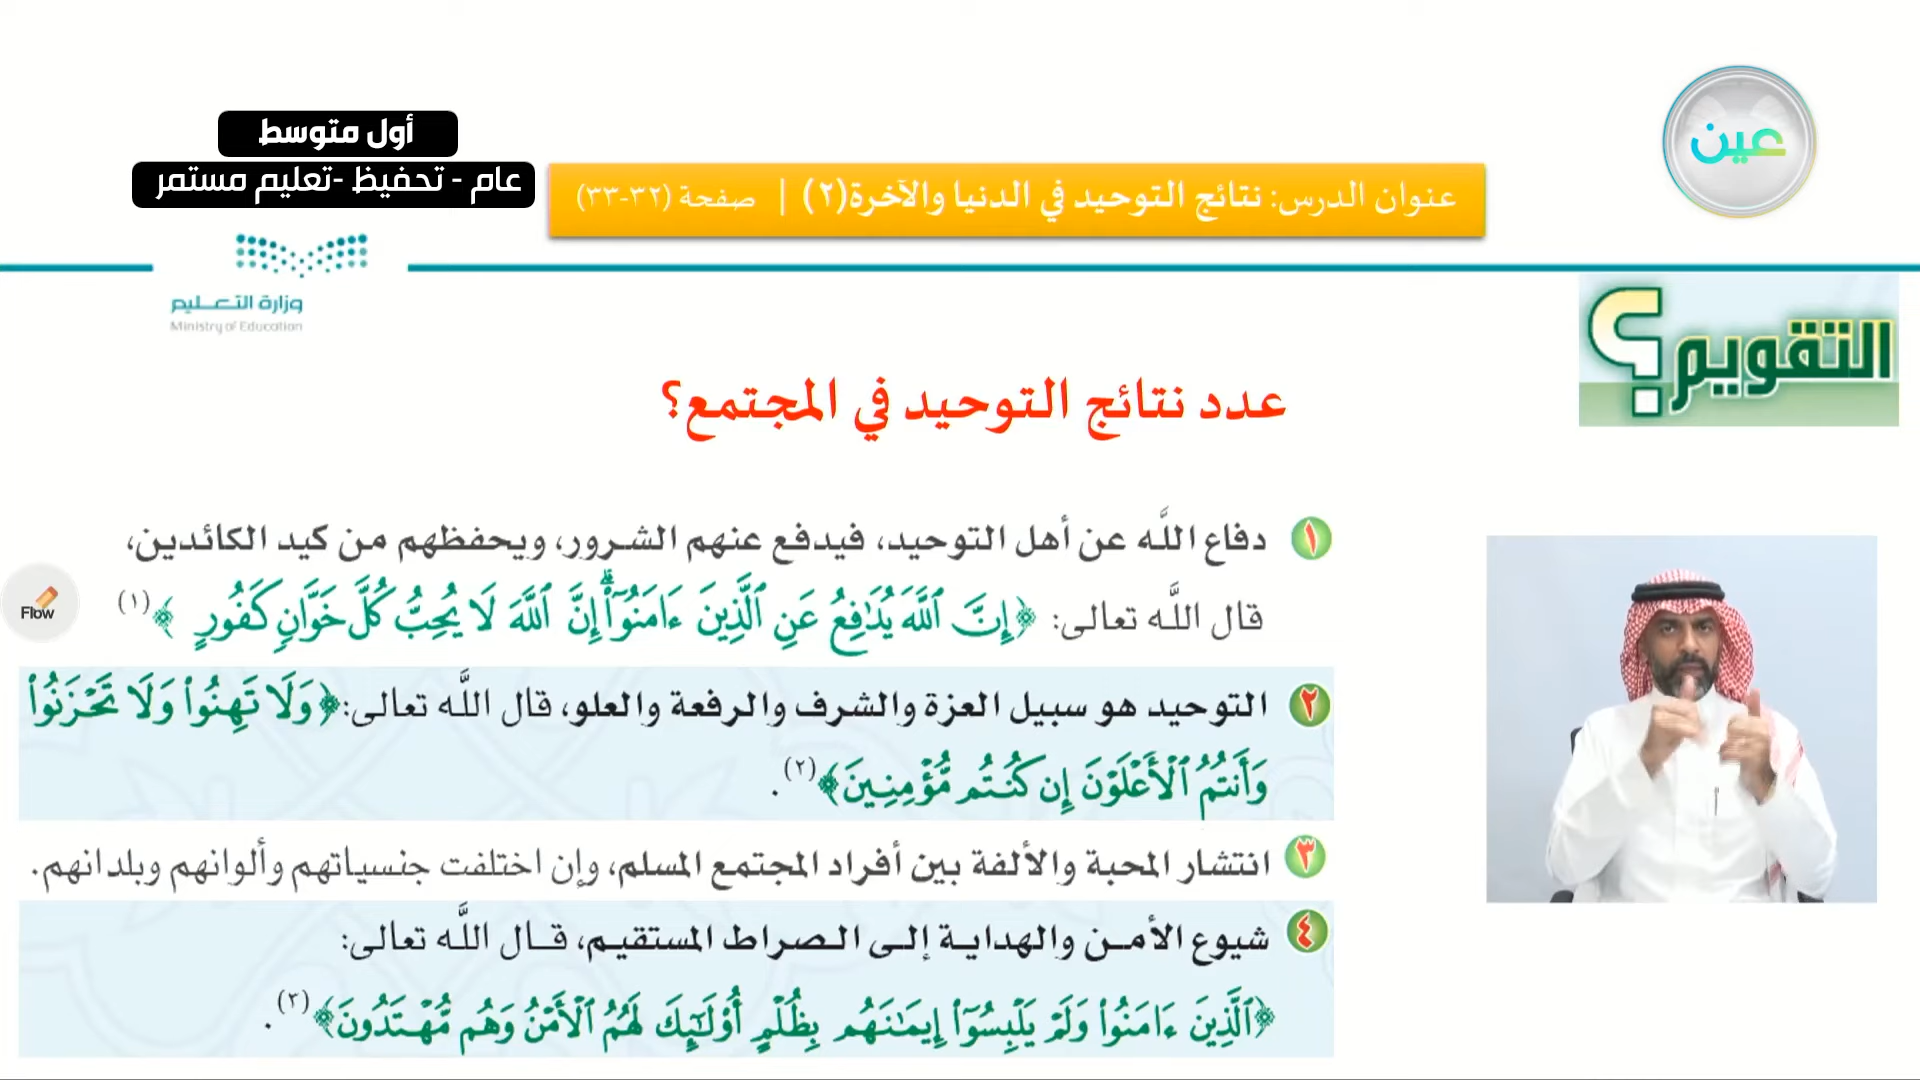 عين
أول متوسط
عام - تحفيظ -تعليم مستمر
عنوان الدرس: نتائج التوحيد في الدنيا والآخرة(٢) | صفحة (٣٢-٣٣)
وزارة التعليم
Ministry of Education
التقويم؟
عدد نتائج التوحيد في المجتمع؟
١ دفاع اللَّه عن أهل التوحيد، فيدفع عنهم الشرور، ويحفظهم من كيد الكائدين،
قال اللَّه تعالى: ﴿إِنَّ ٱللَّهَ يُدَٰفِعُ عَنِ ٱلَّذِينَ ءَامَنُوٓا۟ۗ إِنَّ ٱللَّهَ لَا يُحِبُّ كُلَّ خَوَّانٍ كَفُورٍ﴾(١)
٢ التوحيد هو سبيل العزة والشرف والرفعة والعلو، قال اللَّه تعالى:﴿وَلَا تَهِنُوا۟ وَلَا تَحْزَنُوا۟
وَأَنتُمُ ٱلْأَعْلَوْنَ إِن كُنتُم مُّؤْمِنِينَ﴾(٢).
٣ انتشار المحبة والألفة بين أفراد المجتمع المسلم، وإن اختلفت جنسياتهم وألوانهم وبلدانهم.
٤ شيوع الأمن والهداية إلى الصراط المستقيم، قال اللَّه تعالى:
﴿ٱلَّذِينَ ءَامَنُوا۟ وَلَمْ يَلْبِسُوٓا۟ إِيمَٰنَهُم بِظُلْمٍ أُو۟لَٰٓئِكَ لَهُمُ ٱلْأَمْنُ وَهُم مُّهْتَدُونَ﴾(٣).
Flow